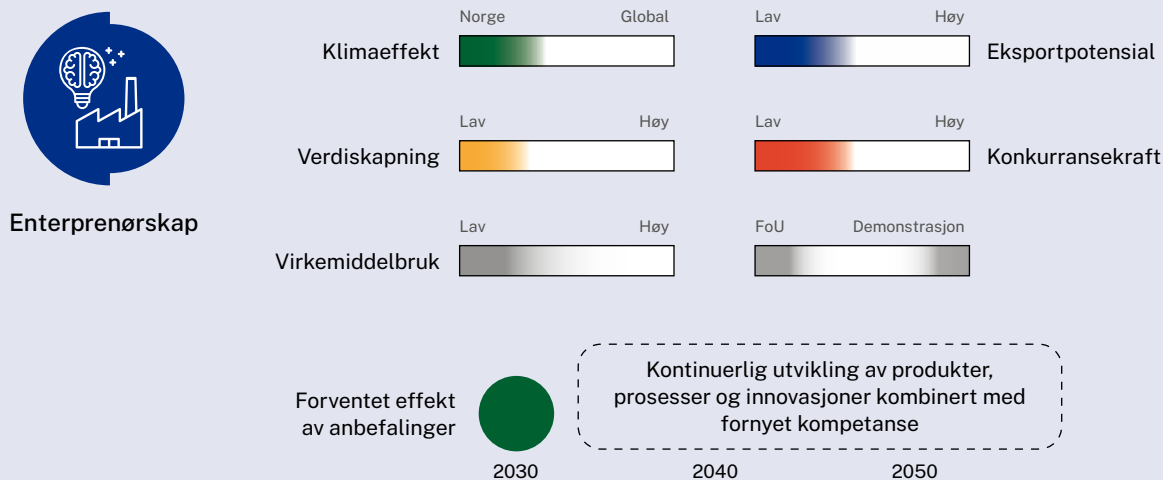 Norge Global
Klimaeffekt
Lav Høy
Eksportpotensial
Lav Høy
Verdiskapning
Lav Høy
Konkurransekraft
Enterprenørskap
Lav Høy
Virkemiddelbruk
FoU Demonstrasjon
Forventet effekt
av anbefalinger
Kontinuerlig utvikling av produkter,
prosesser og innovasjoner kombinert med
fornyet kompetanse
2030 2040 2050